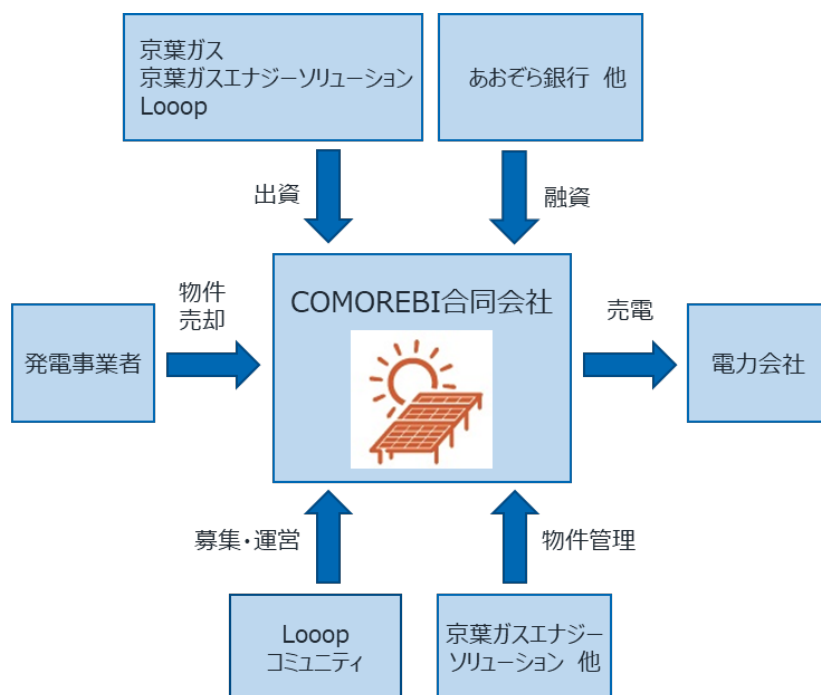 京葉ガス
京葉ガスエナジーソリューション
Looop
あおぞら銀行 他
出資
融資
物件
売却
COMOREBI合同会社
売電
発電事業者
電力会社
募集・運営
物件管理
Looop
コミュニティ
京葉ガスエナジー
ソリューション 他